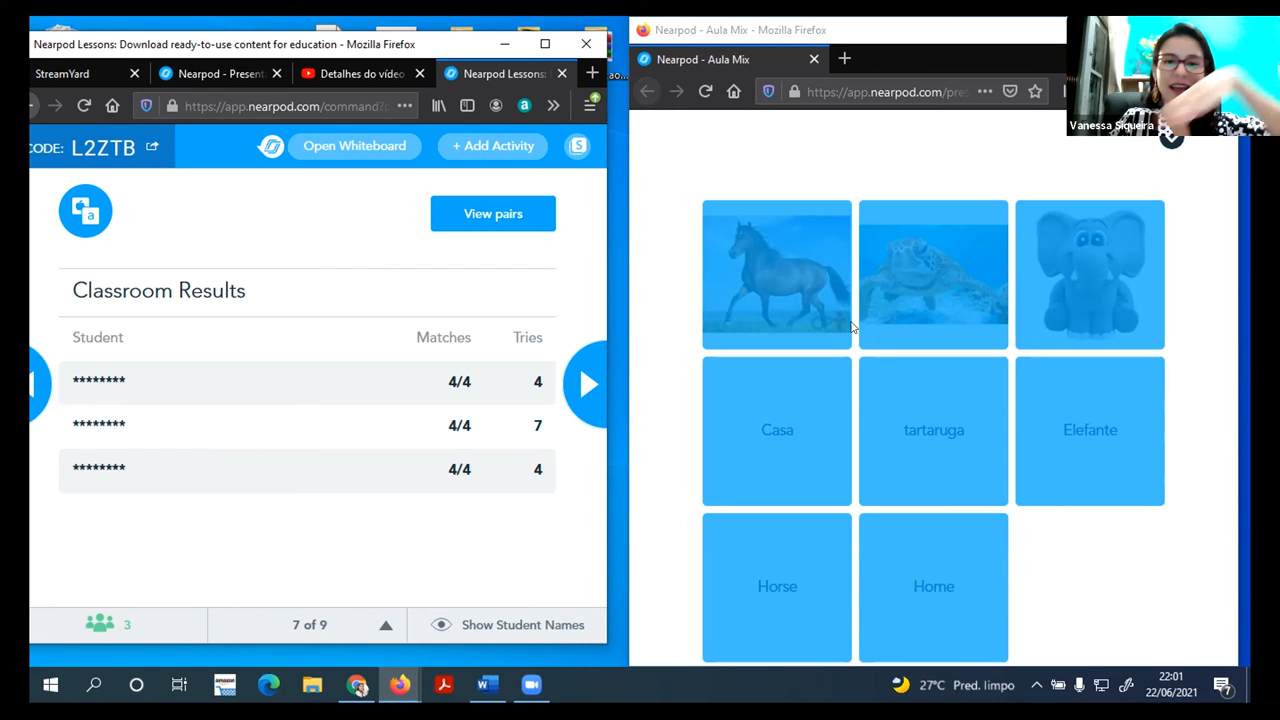 Nearpod Lessons: Download ready-to-use content for education - Mozilla Firefox
StreamYard
Nearpod - Present
Detalhes do vídeo
Nearpod Lessons:
https://app.nearpod.com/command?
CODE: L2ZTB
Open Whiteboard
+ Add Activity
S
a
View pairs
Classroom Results
Student Matches Tries
******** 4/4 4
******** 4/4 7
******** 4/4 4
3
7 of 9
Show Student Names
Nearpod - Aula Mix - Mozilla Firefox
Nearpod - Aula Mix
https://app.nearpod.com/pres
Vanessa Siqueira
Casa
tartaruga
Elefante
Horse
Home
27°C Pred. limpo
22:01
22/06/2021
7